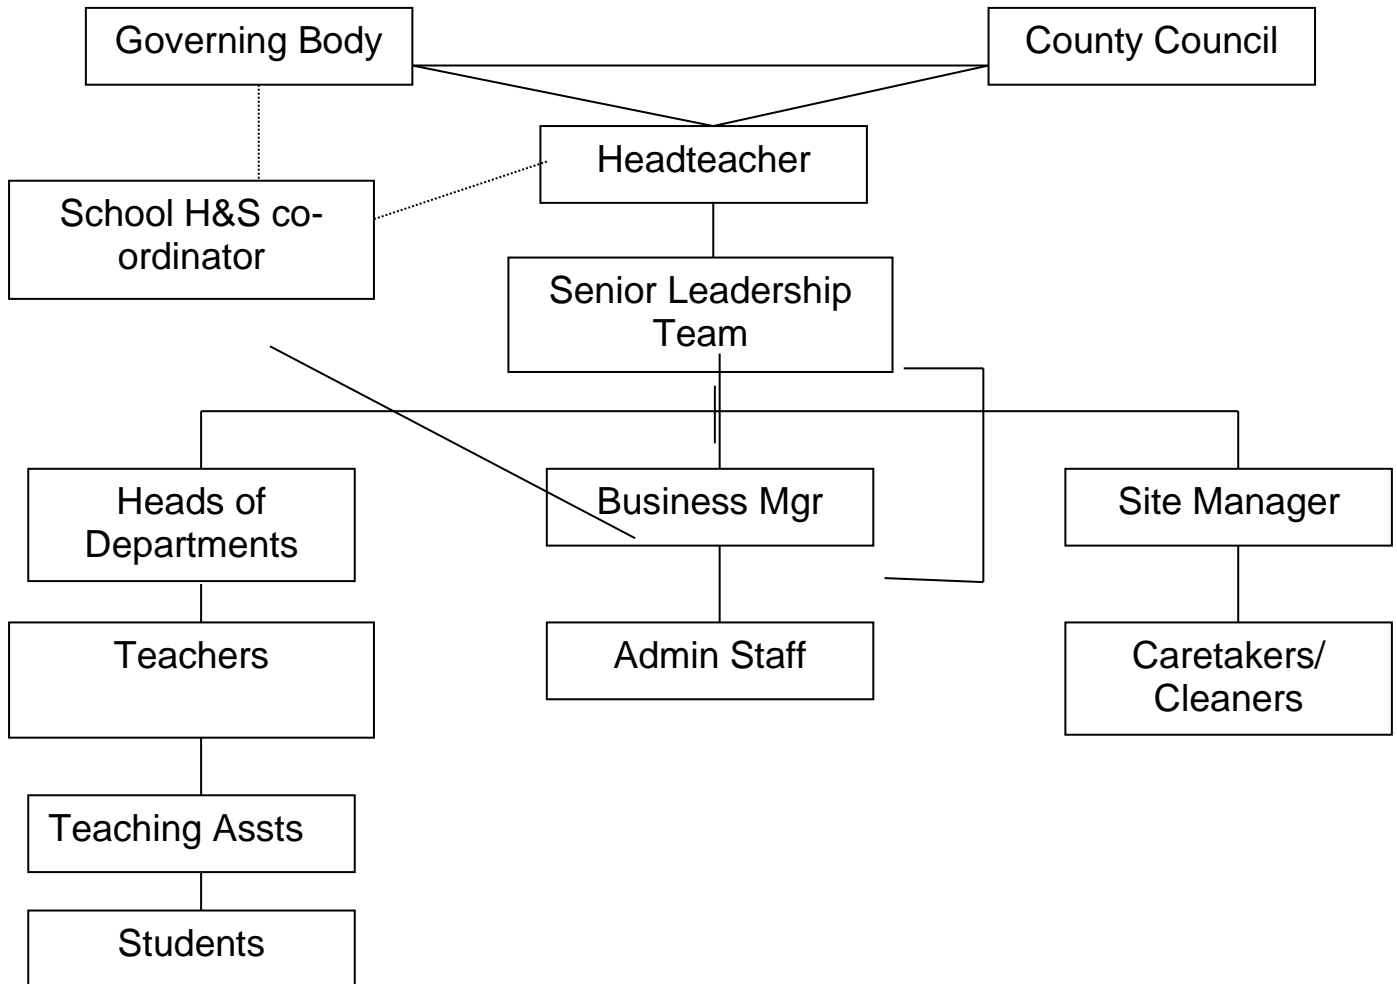 Governing Body
County Council
Headteacher
School H&S co-
ordinator
Senior Leadership
Team
Heads of
Departments
Business Mgr
Site Manager
Teachers
Admin Staff
Caretakers/
Cleaners
Teaching Assts
Students